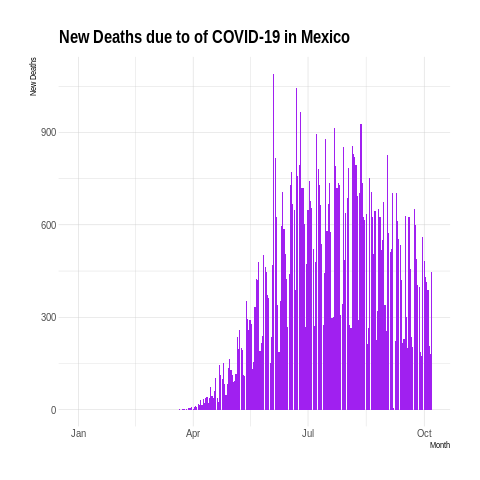 New Deaths due to of COVID-19 in Mexico
New Deaths
900
600
300
0
Jan Apr Jul Oct
Month